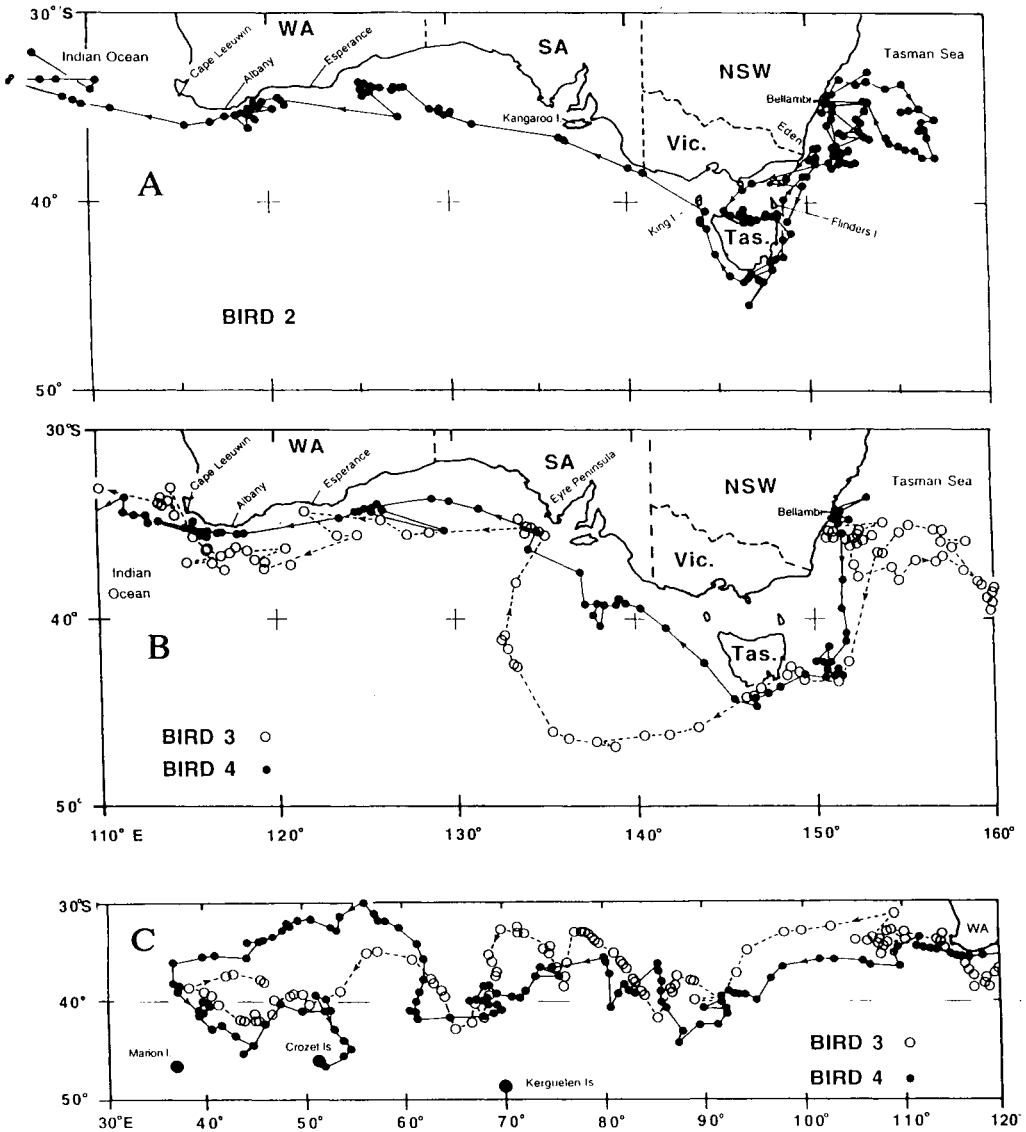 30°S
WA
SA
NSW
Vic.
Tas.
Indian Ocean
Cape Leeuwin
Albany
Esperance
Kangaroo I.
Tasman Sea
Bellambi
Eden
King I.
Flinders I.
A
40°
BIRD 2
50°
30°S
WA
SA
NSW
Vic.
Tas.
Cape Leeuwin
Albany
Esperance
Eyre Peninsula
Tasman Sea
Bellambi
Indian
Ocean
40°
B
BIRD 3
BIRD 4
50°
110° E 120° 130° 140° 150° 160°
30°S
C
WA
40°
Marion I.
Crozet Is
Kerguelen Is
BIRD 3
BIRD 4
50°
30°E 40° 50° 60° 70° 80° 90° 100° 110° 120°